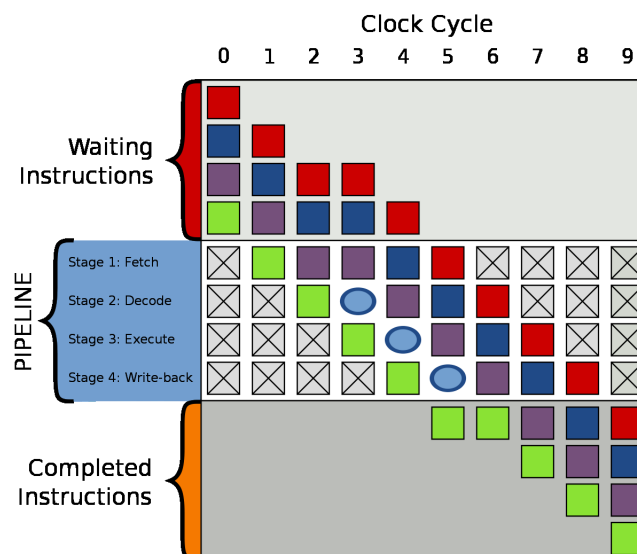 Clock Cycle
0 1 2 3 4 5 6 7 8 9
Waiting
Instructions
PIPELINE
Stage 1: Fetch
Stage 2: Decode
Stage 3: Execute
Stage 4: Write-back
Completed
Instructions